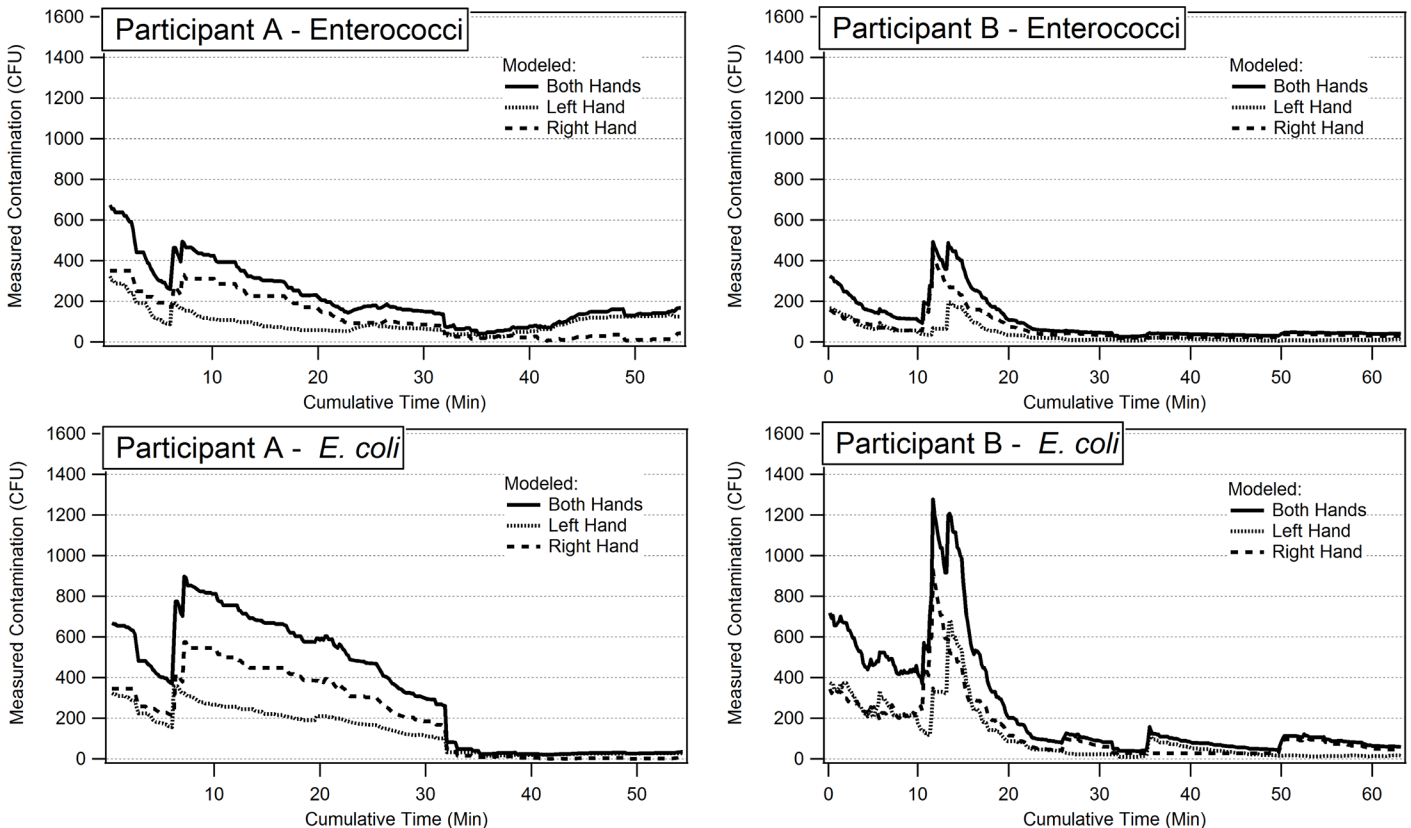 Participant A - Enterococci
Measured Contamination (CFU)
1600
1400
1200
1000
800
600
400
200
0
Modeled:
Both Hands
Left Hand
Right Hand
10
20
30
40
50
Cumulative Time (Min)
Participant B - Enterococci
Measured Contamination (CFU)
1600
1400
1200
1000
800
600
400
200
0
Modeled:
Both Hands
Left Hand
Right Hand
0
10
20
30
40
50
60
Cumulative Time (Min)
Participant A - E. coli
Measured Contamination (CFU)
1600
1400
1200
1000
800
600
400
200
0
Modeled:
Both Hands
Left Hand
Right Hand
10
20
30
40
50
Cumulative Time (Min)
Participant B - E. coli
Measured Contamination (CFU)
1600
1400
1200
1000
800
600
400
200
0
Modeled:
Both Hands
Left Hand
Right Hand
0
10
20
30
40
50
60
Cumulative Time (Min)